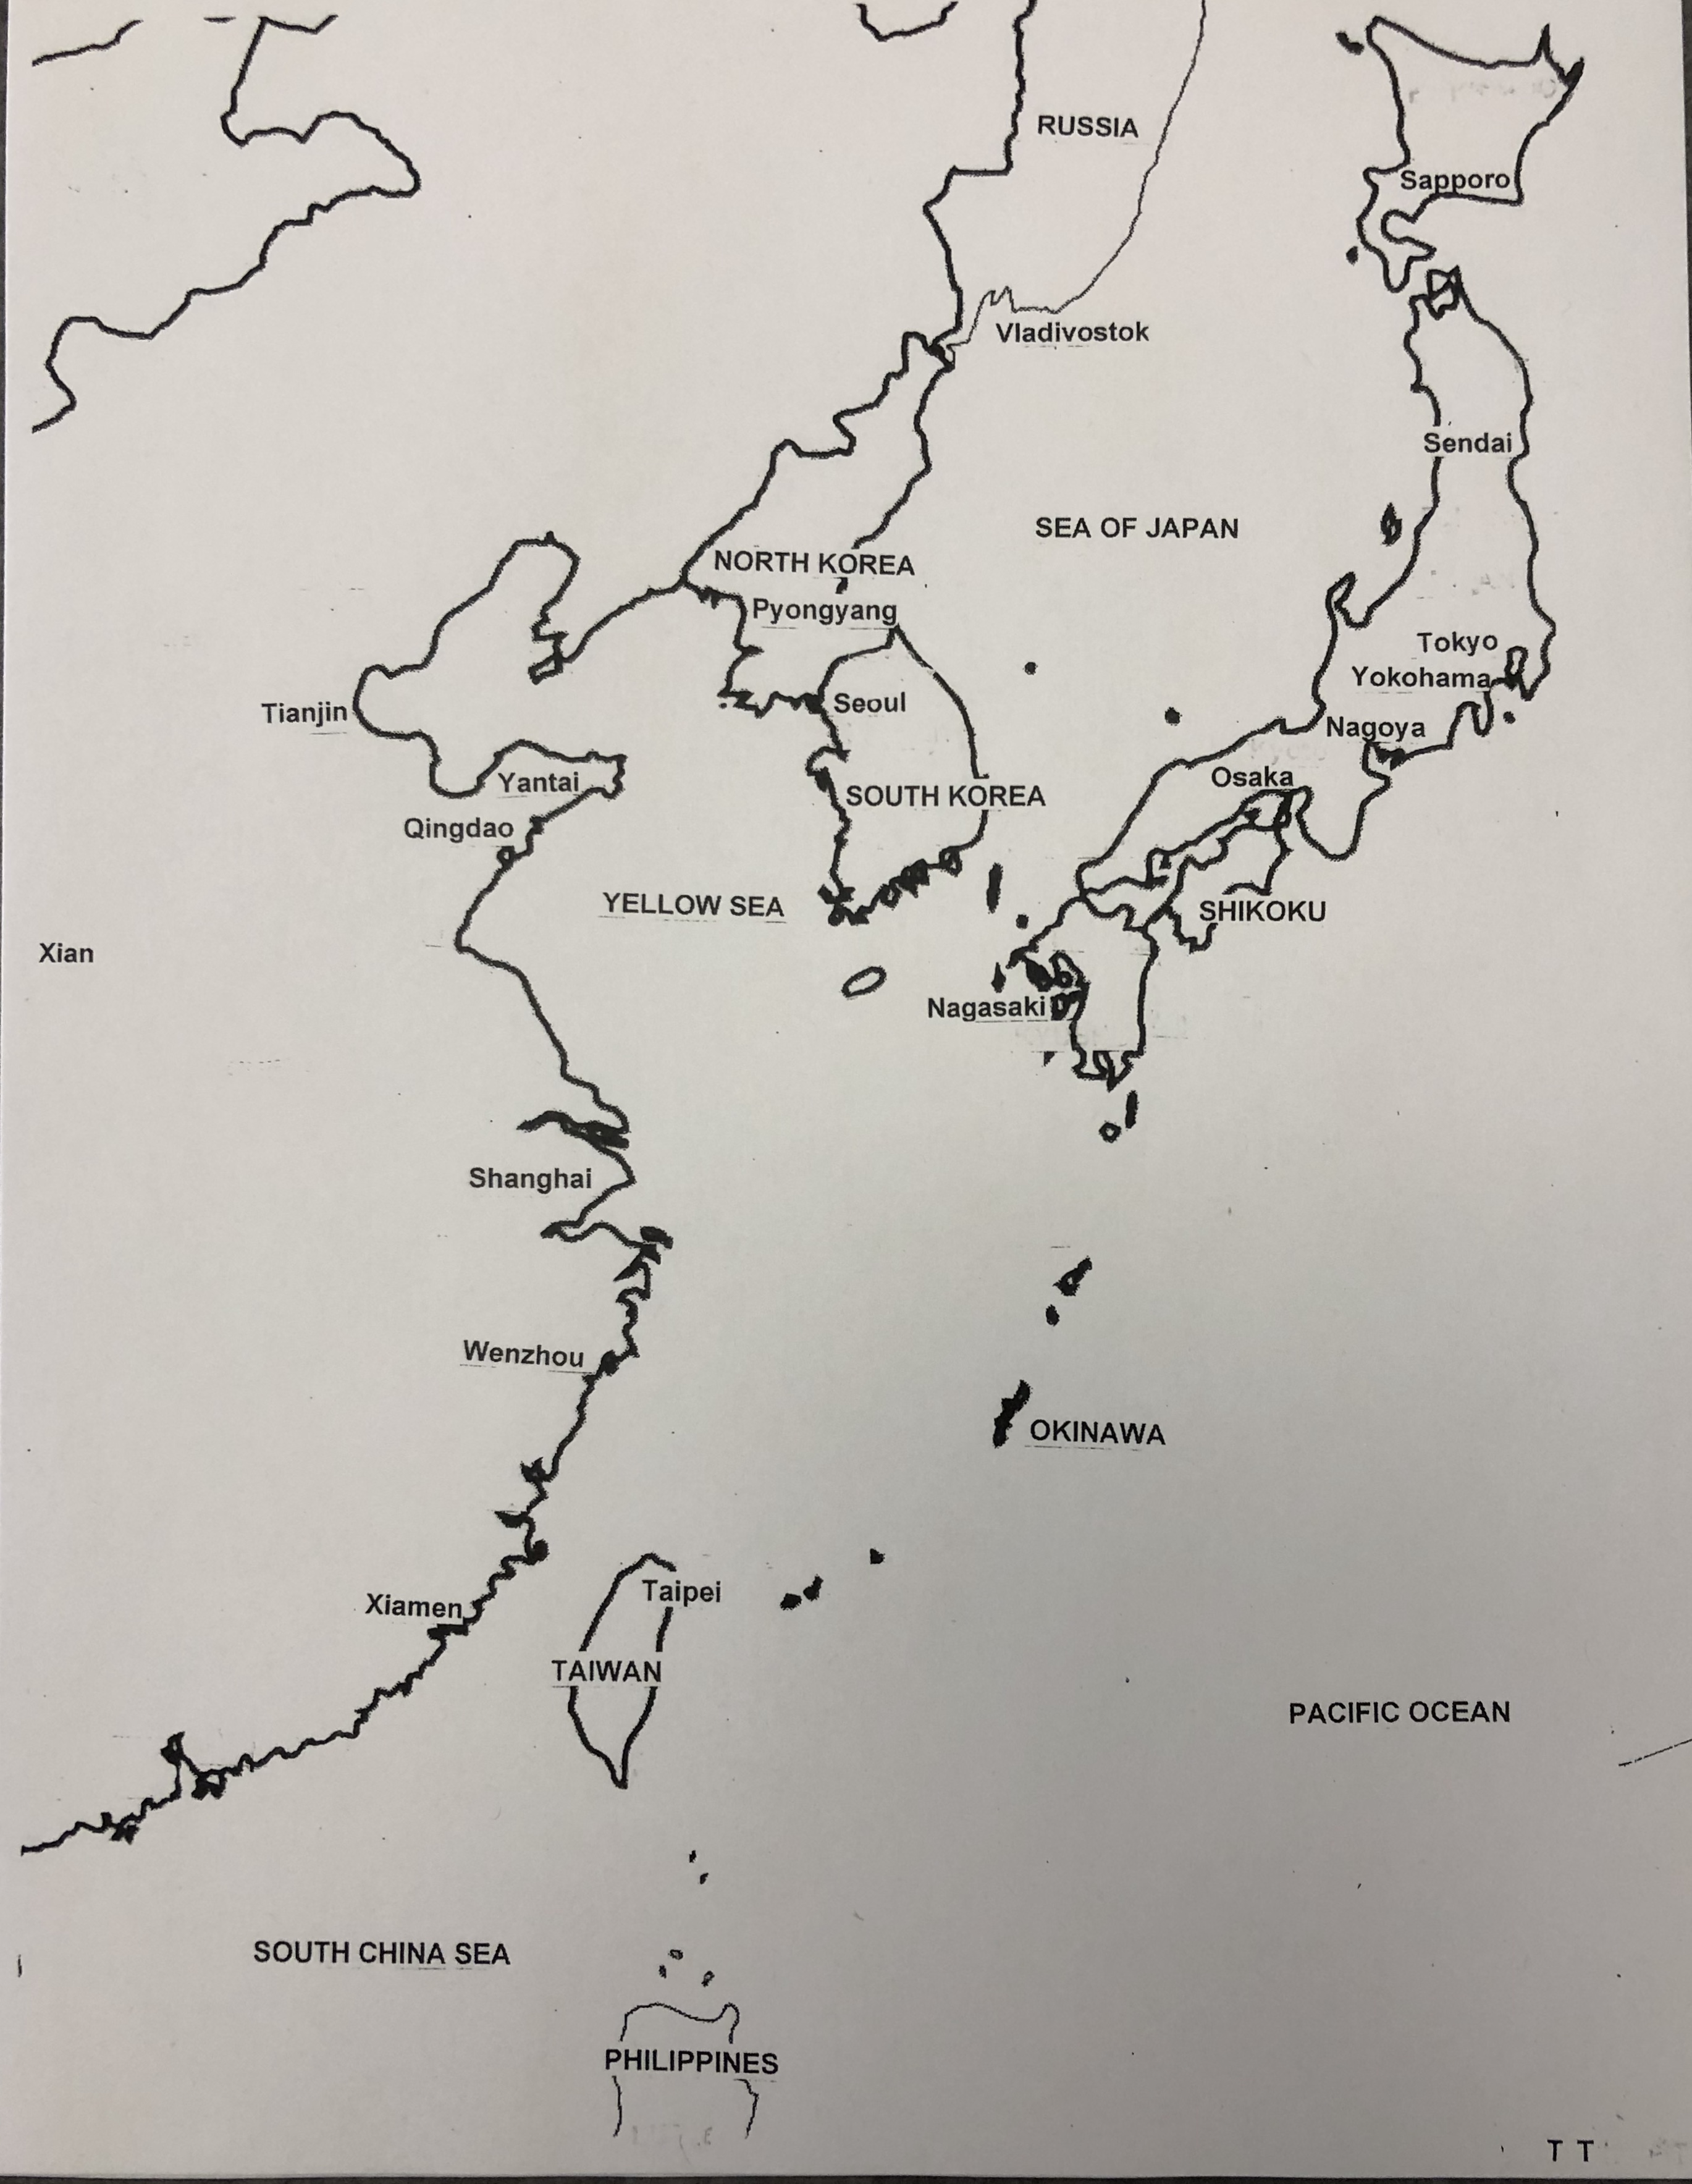 RUSSIA
Sapporo
Vladivostok
Sendai
SEA OF JAPAN
NORTH KOREA
Pyongyang
Tokyo
Yokohama
Tianjin
Seoul
Nagoya
Yantai
SOUTH KOREA
Osaka
Qingdao
YELLOW SEA
SHIKOKU
Xian
Nagasaki
Shanghai
Wenzhou
OKINAWA
Taipei
Xiamen
TAIWAN
PACIFIC OCEAN
SOUTH CHINA SEA
PHILIPPINES
T T